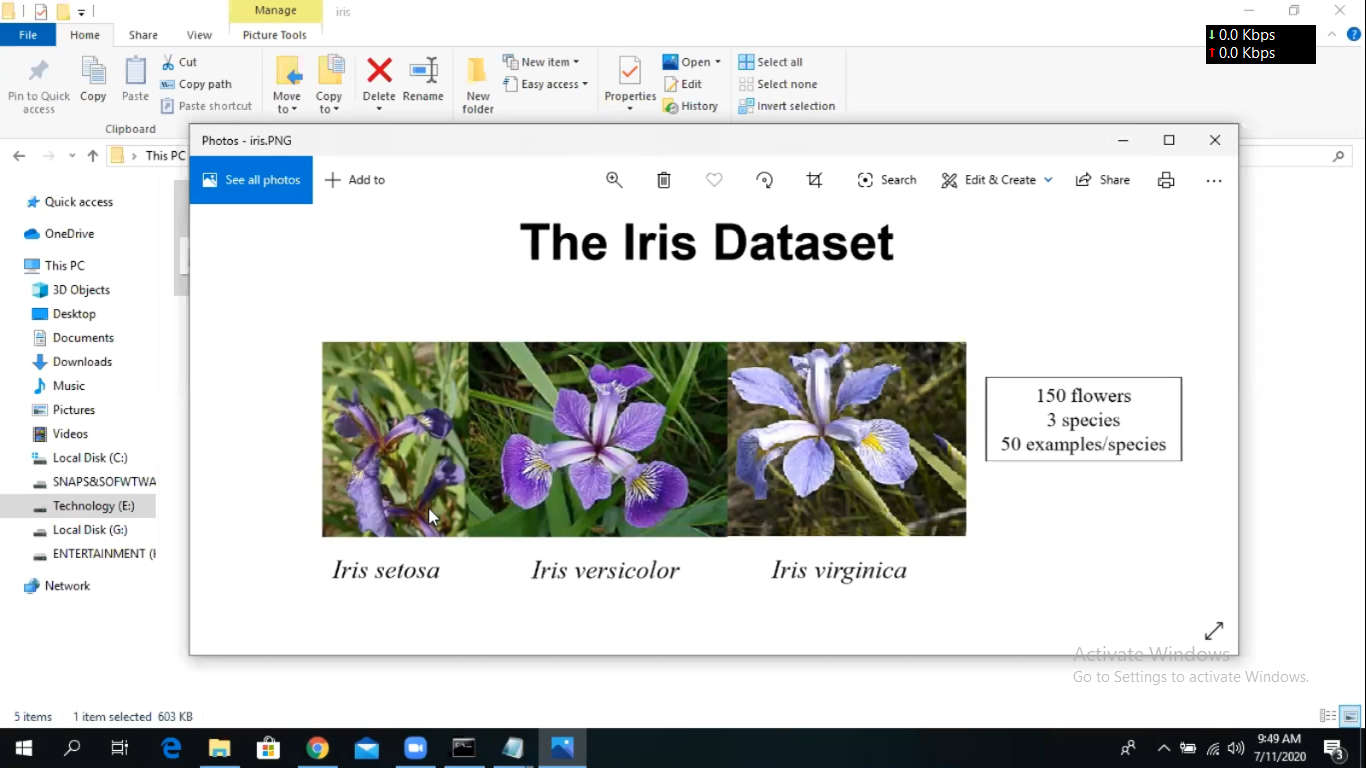 Manage
iris
File
Home
Share
View
Picture Tools
0.0 Kbps
0.0 Kbps
Pin to Quick access
Copy
Paste
Cut
Copy path
Paste shortcut
Clipboard
Move to
Copy to
Delete
Rename
New folder
New item
Easy access
Properties
Open
Edit
History
Select all
Select none
Invert selection
This PC
Photos - iris.PNG
See all photos
Add to
Search
Edit & Create
Share
Quick access
OneDrive
This PC
3D Objects
Desktop
Documents
Downloads
Music
Pictures
Videos
Local Disk (C:)
SNAPS&SOFWTWA
Technology (E:)
Local Disk (G:)
ENTERTAINMENT (
Network
The Iris Dataset
150 flowers
3 species
50 examples/species
Iris setosa
Iris versicolor
Iris virginica
Activate Windows
Go to Settings to activate Windows.
5 items
1 item selected 603 KB
9:49 AM
7/11/2020
3